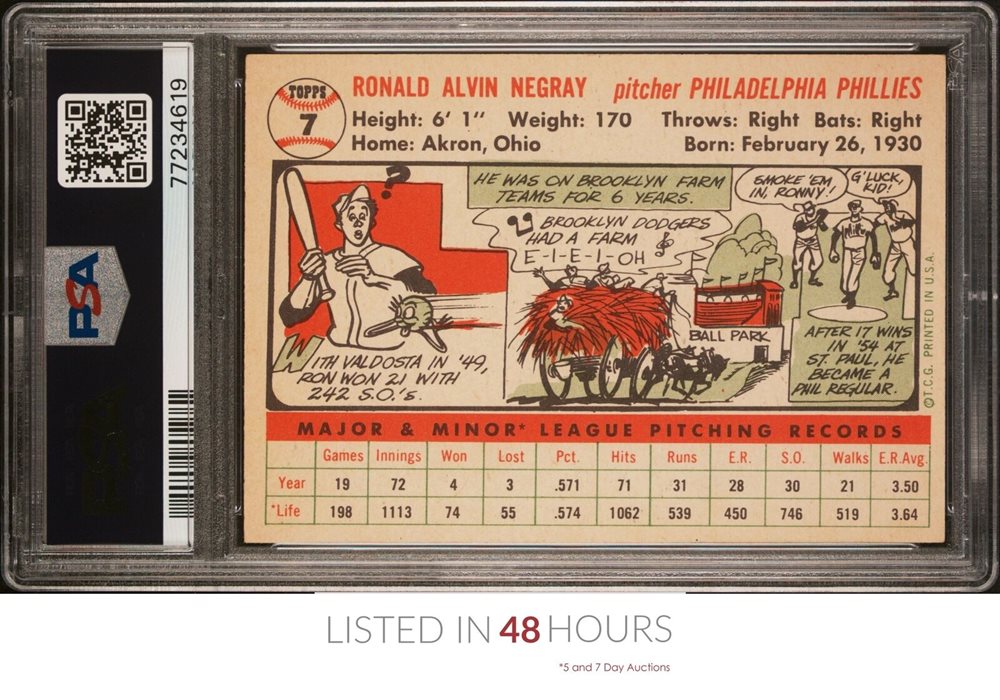 77234619
PSA
TOPPS
7
RONALD ALVIN NEGRAY pitcher PHILADELPHIA PHILLIES
Height: 6' 1" Weight: 170 Throws: Right Bats: Right
Home: Akron, Ohio Born: February 26, 1930
?
WITH VALDOSTA IN '49,
RON WON 21 WITH
242 S.O.'s.
HE WAS ON BROOKLYN FARM
TEAMS FOR 6 YEARS.
BROOKLYN DODGERS
HAD A FARM
E-I-E-I-OH
BALL PARK
SMOKE 'EM
IN, RONNY!
G'LUCK,
KID!
AFTER 17 WINS
IN '54 AT
ST. PAUL, HE
BECAME A
PHIL REGULAR.
©T.C.G. PRINTED IN U.S.A.
MAJOR & MINOR* LEAGUE PITCHING RECORDS
Games Innings Won Lost Pct. Hits Runs E.R. S.O. Walks E.R.Avg.
Year 19 72 4 3 .571 71 31 28 30 21 3.50
*Life 198 1113 74 55 .574 1062 539 450 746 519 3.64
LISTED IN 48 HOURS
*5 and 7 Day Auctions